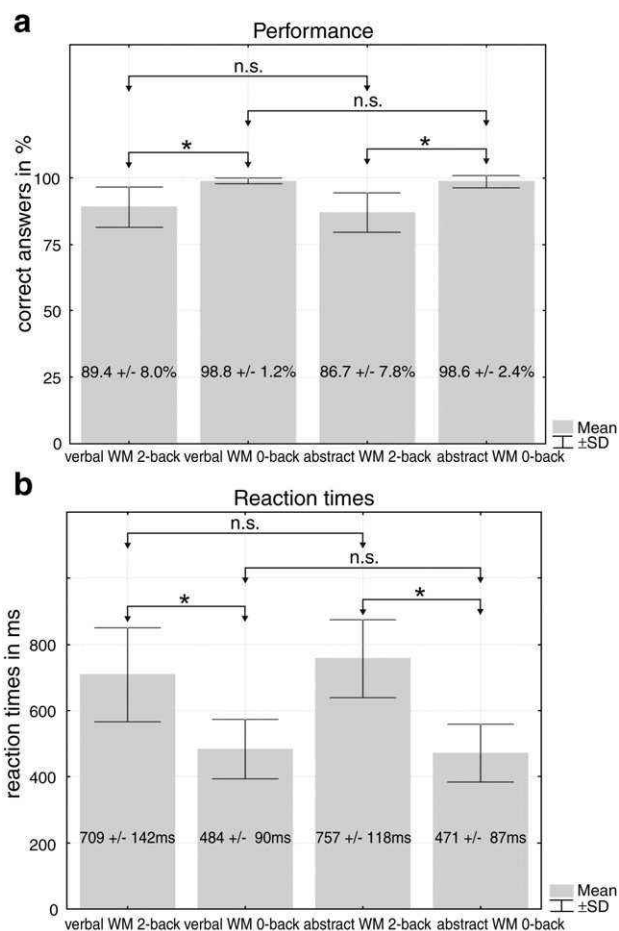 a
Performance
n.s.
n.s.
*
*
correct answers in %
100
75
50
25
0
89.4 +/- 8.0%
98.8 +/- 1.2%
86.7 +/- 7.8%
98.6 +/- 2.4%
verbal WM 2-back
verbal WM 0-back
abstract WM 2-back
abstract WM 0-back
Mean
±SD
b
Reaction times
n.s.
n.s.
*
*
reaction times in ms
800
600
400
200
0
709 +/- 142ms
484 +/- 90ms
757 +/- 118ms
471 +/- 87ms
verbal WM 2-back
verbal WM 0-back
abstract WM 2-back
abstract WM 0-back
Mean
±SD